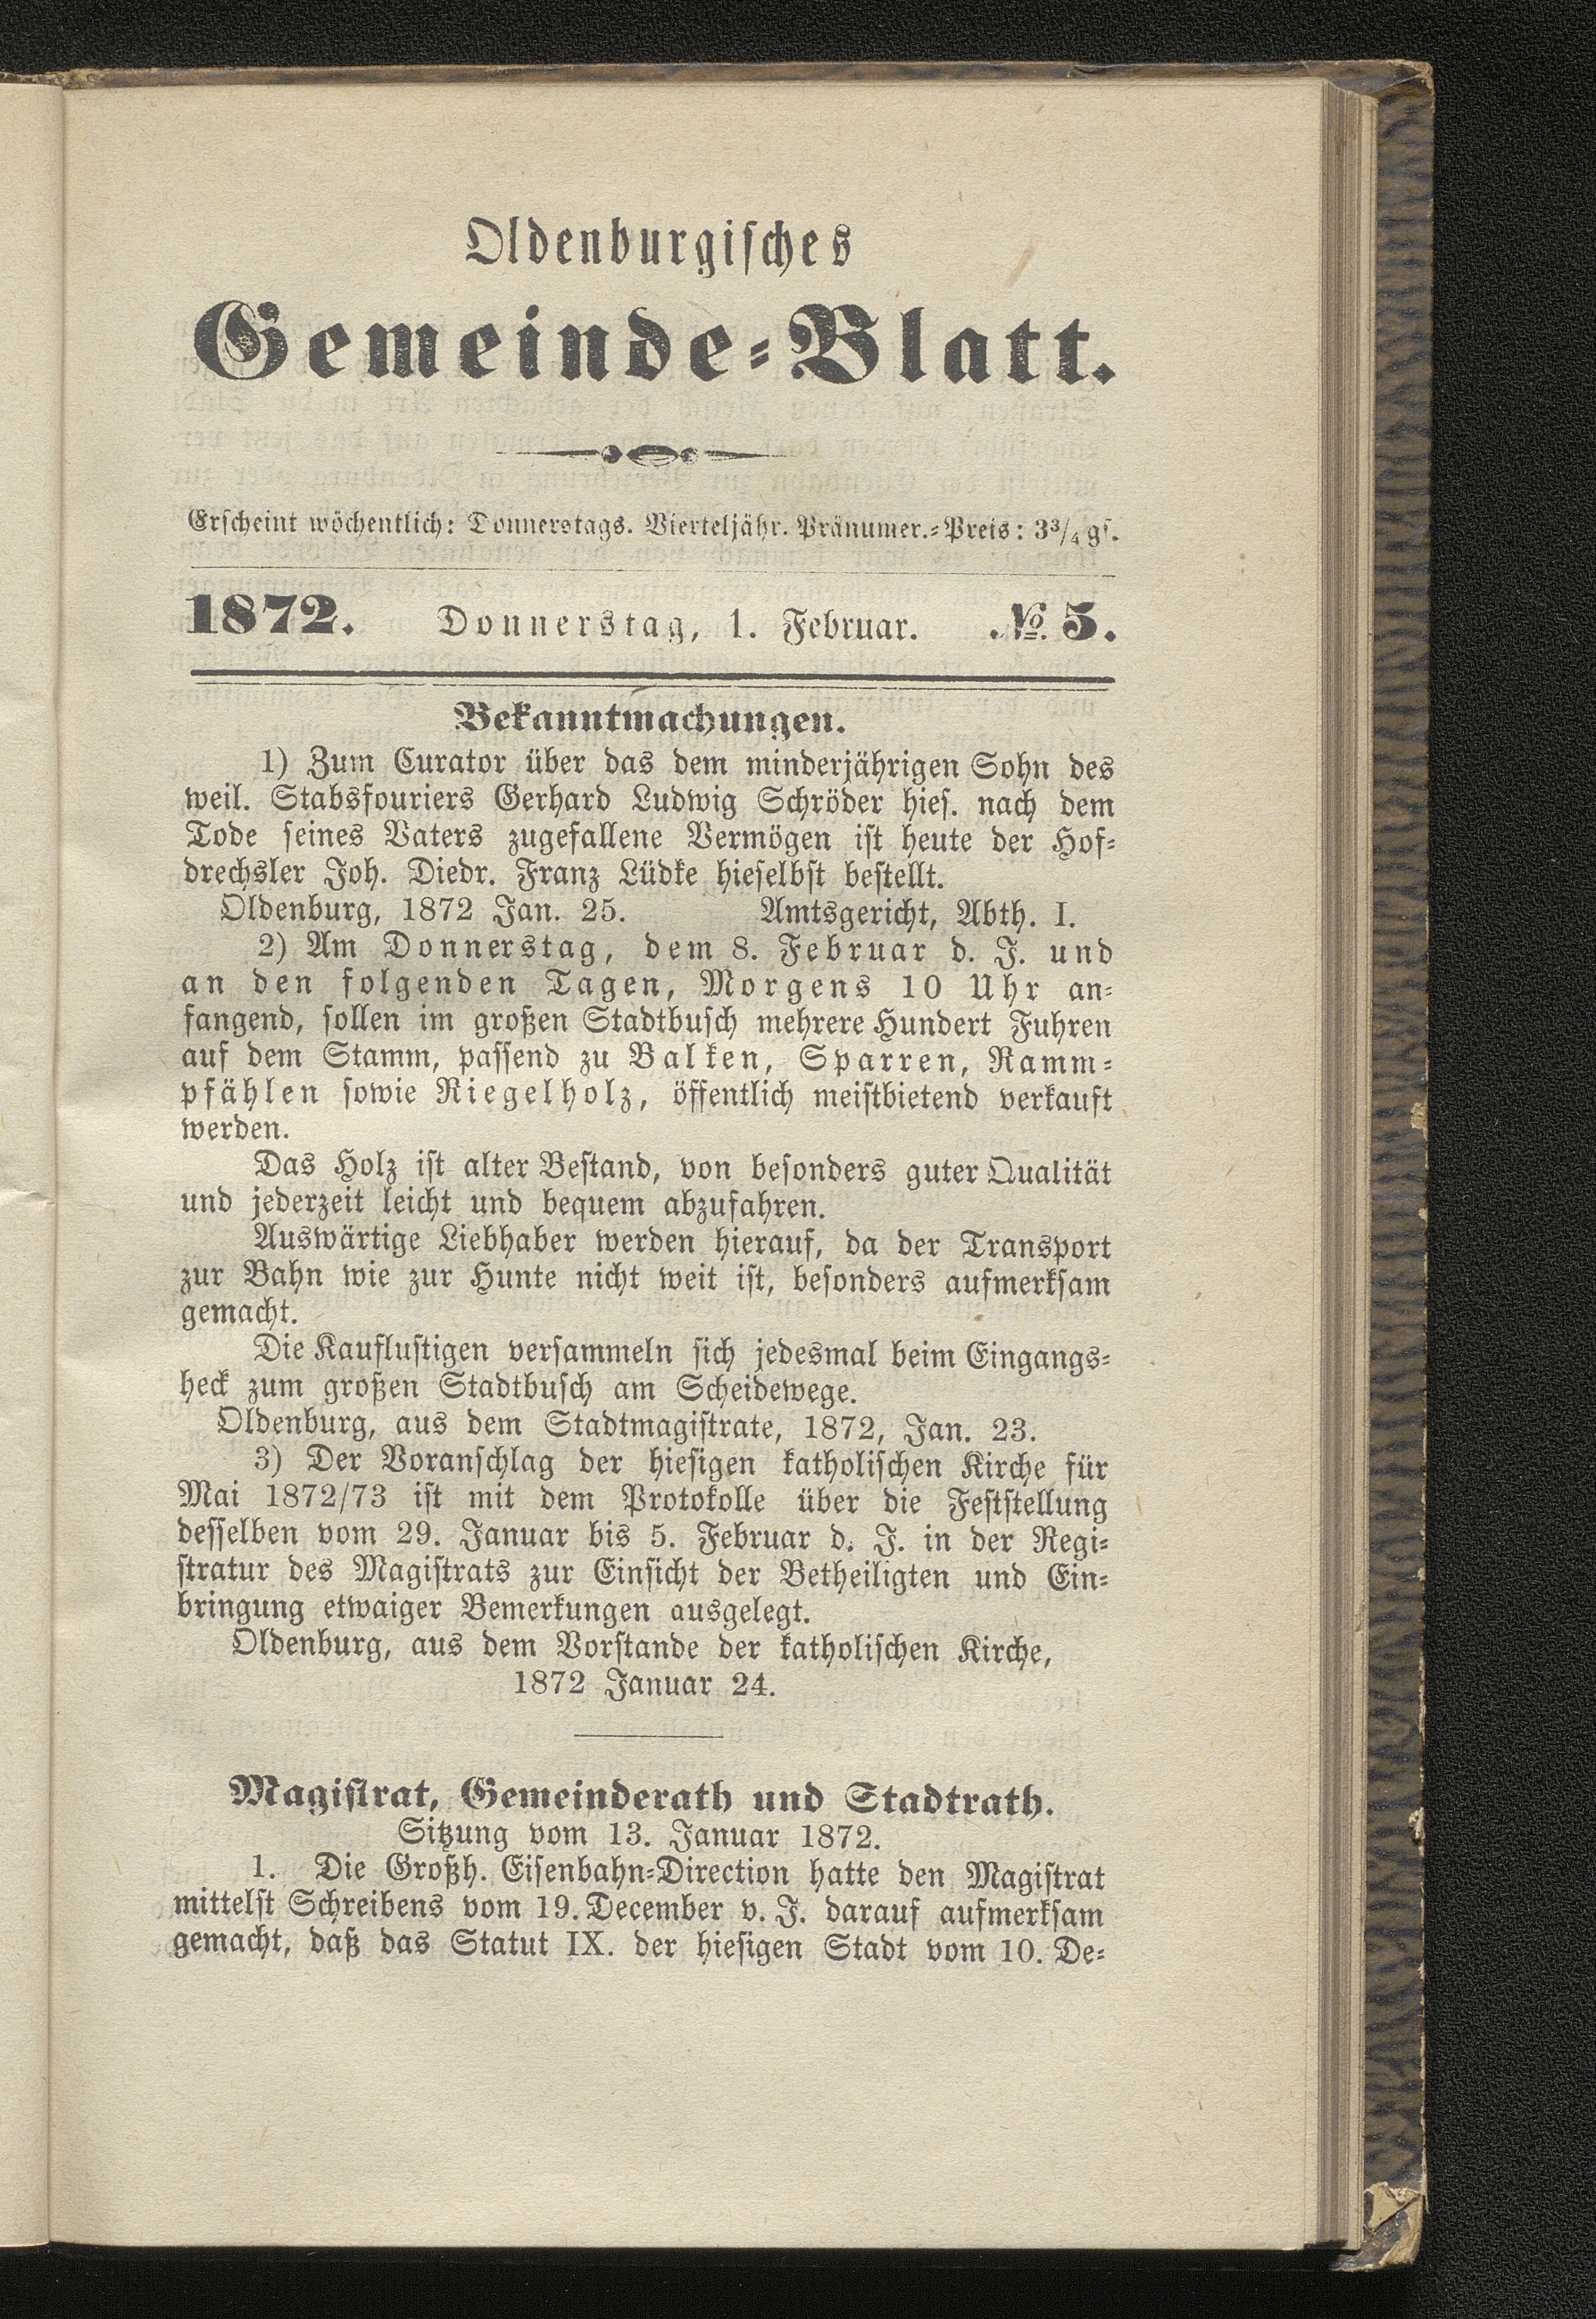 Oldenburgisches
Gemeinde-Blatt.
Erscheint wöchentlich: Donnerstags. Vierteljähr. Pränumer.-Preis: 3³/₄ gs.
1872. Donnerstag, 1. Februar. №. 5.
Bekanntmachungen.
1) Zum Curator über das dem minderjährigen Sohn des
weil. Stabsfouriers Gerhard Ludwig Schröder hies. nach dem
Tode seines Vaters zugefallene Vermögen ist heute der Hof-
drechsler Joh. Diedr. Franz Lüdke hieselbst bestellt.
Oldenburg, 1872 Jan. 25. Amtsgericht, Abth. I.
2) Am Donnerstag, dem 8. Februar d. J. und
an den folgenden Tagen, Morgens 10 Uhr an-
fangend, sollen im großen Stadtbusch mehrere Hundert Fuhren
auf dem Stamm, passend zu Balken, Sparren, Ramm-
pfählen sowie Riegelholz, öffentlich meistbietend verkauft
werden.
Das Holz ist alter Bestand, von besonders guter Qualität
und jederzeit leicht und bequem abzufahren.
Auswärtige Liebhaber werden hierauf, da der Transport
zur Bahn wie zur Hunte nicht weit ist, besonders aufmerksam
gemacht.
Die Kauflustigen versammeln sich jedesmal beim Eingangs-
heck zum großen Stadtbusch am Scheidewege.
Oldenburg, aus dem Stadtmagistrate, 1872, Jan. 23.
3) Der Voranschlag der hiesigen katholischen Kirche für
Mai 1872/73 ist mit dem Protokolle über die Feststellung
desselben vom 29. Januar bis 5. Februar d. J. in der Regi-
stratur des Magistrats zur Einsicht der Betheiligten und Ein-
bringung etwaiger Bemerkungen ausgelegt.
Oldenburg, aus dem Vorstande der katholischen Kirche,
1872 Januar 24.
Magistrat, Gemeinderath und Stadtrath.
Sitzung vom 13. Januar 1872.
1. Die Großh. Eisenbahn-Direction hatte den Magistrat
mittelst Schreibens vom 19. December v. J. darauf aufmerksam
gemacht, daß das Statut IX. der hiesigen Stadt vom 10. De-